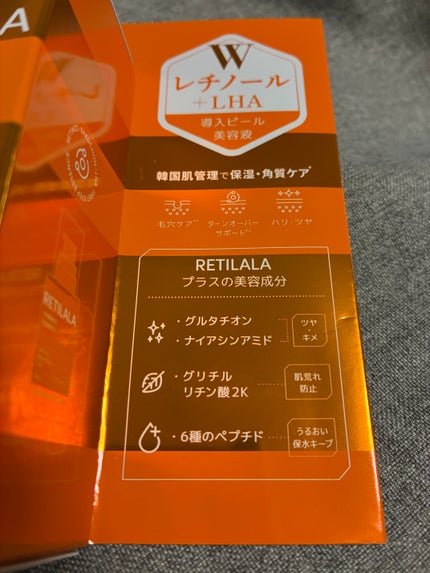 A
W
レチノール
+LHA
導入ピール
美容液
韓国肌管理で保湿・角質ケア*
毛穴ケア*¹
ターンオーバー
サポート*¹
ハリ・ツヤ
RETILALA
プラスの美容成分
・グルタチオン
・ナイアシンアミド
ツヤ
・
キメ
・グリチル
リチン酸2K
肌荒れ
防止
・6種のペプチド
うるおい
保水キープ
RETILALA